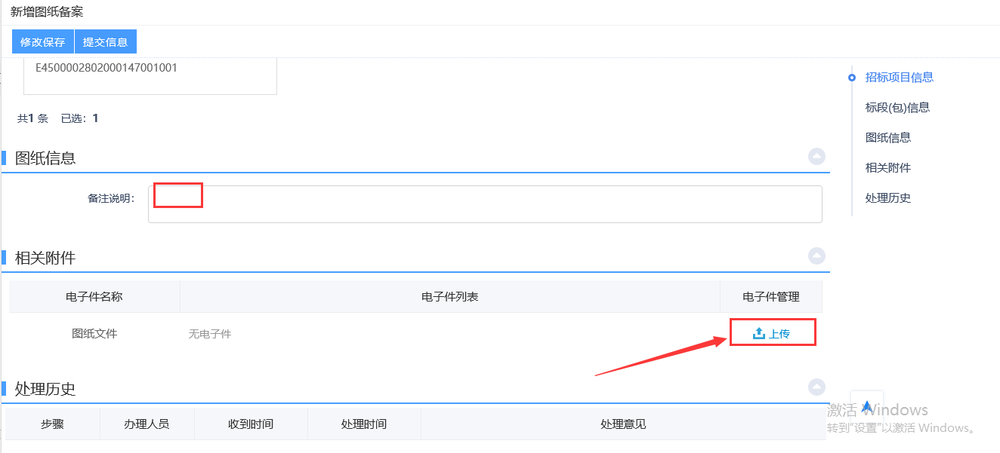 新增图纸备案
修改保存 提交信息
E4500002802000147001001
共1 条 已选：1
图纸信息
备注说明：
相关附件
电子件名称 电子件列表 电子件管理
图纸文件 无电子件 上传
处理历史
步骤 办理人员 收到时间 处理时间 处理意见
招标项目信息
标段(包)信息
图纸信息
相关附件
处理历史
激活 Windows
转到"设置"以激活 Windows。